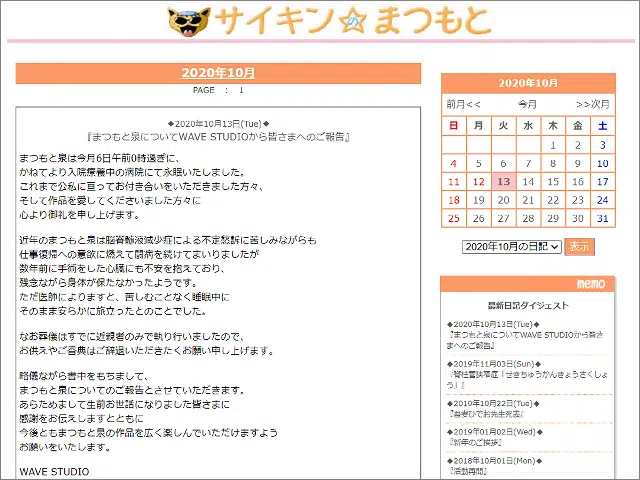 サイキン☆のまつもと
2020年10月
PAGE ： 1
◆2020年10月13日(Tue)◆
『まつもと泉についてWAVE STUDIOから皆さまへのご報告』
まつもと泉は今月6日午前0時過ぎに、
かねてより入院療養中の病院にて永眠いたしました。
これまで公私に亘ってお付き合いをいただきました方々、
そして作品を愛してくださいました方々に
心より御礼を申し上げます。
近年のまつもと泉は脳脊髄液減少症による不定愁訴に苦しみながらも
仕事復帰への意欲に燃えて闘病を続けてまいりましたが
数年前に手術をした心臓にも不安を抱えており、
残念ながら身体が保たなかったようです。
ただ医師によりますと、苦しむことなく睡眠中に
そのまま安らかに旅立ったとのことでした。
なお葬儀はすでに近親者のみで執り行いましたので、
お供えやご香典はご辞退いただきたくお願い申し上げます。
略儀ながら書中をもちまして、
まつもと泉についてのご報告とさせていただきます。
あらためまして生前お世話になりました皆さまに
感謝をお伝えしますとともに
今後ともまつもと泉の作品を広く楽しんでいただけますよう
お願いをいたします。
WAVE STUDIO
2020年10月
前月<< 今月 >>次月
日 月 火 水 木 金 土
1 2 3
4 5 6 7 8 9 10
11 12 13 14 15 16 17
18 19 20 21 22 23 24
25 26 27 28 29 30 31
2020年10月の日記 表示
memo
最新日記ダイジェスト
◆2020年10月13日(Tue)◆
『まつもと泉についてWAVE STUDIOから皆さ
まへのご報告』
◆2019年11月03日(Sun)◆
『脊柱管狭窄症「せきちゅうかんきょうさくしょ
う」』
◆2019年10月22日(Tue)◆
『吾妻ひでお先生死去』
◆2019年01月02日(Wed)◆
『新年のご挨拶』
◆2018年10月01日(Mon)◆
『活動再開』